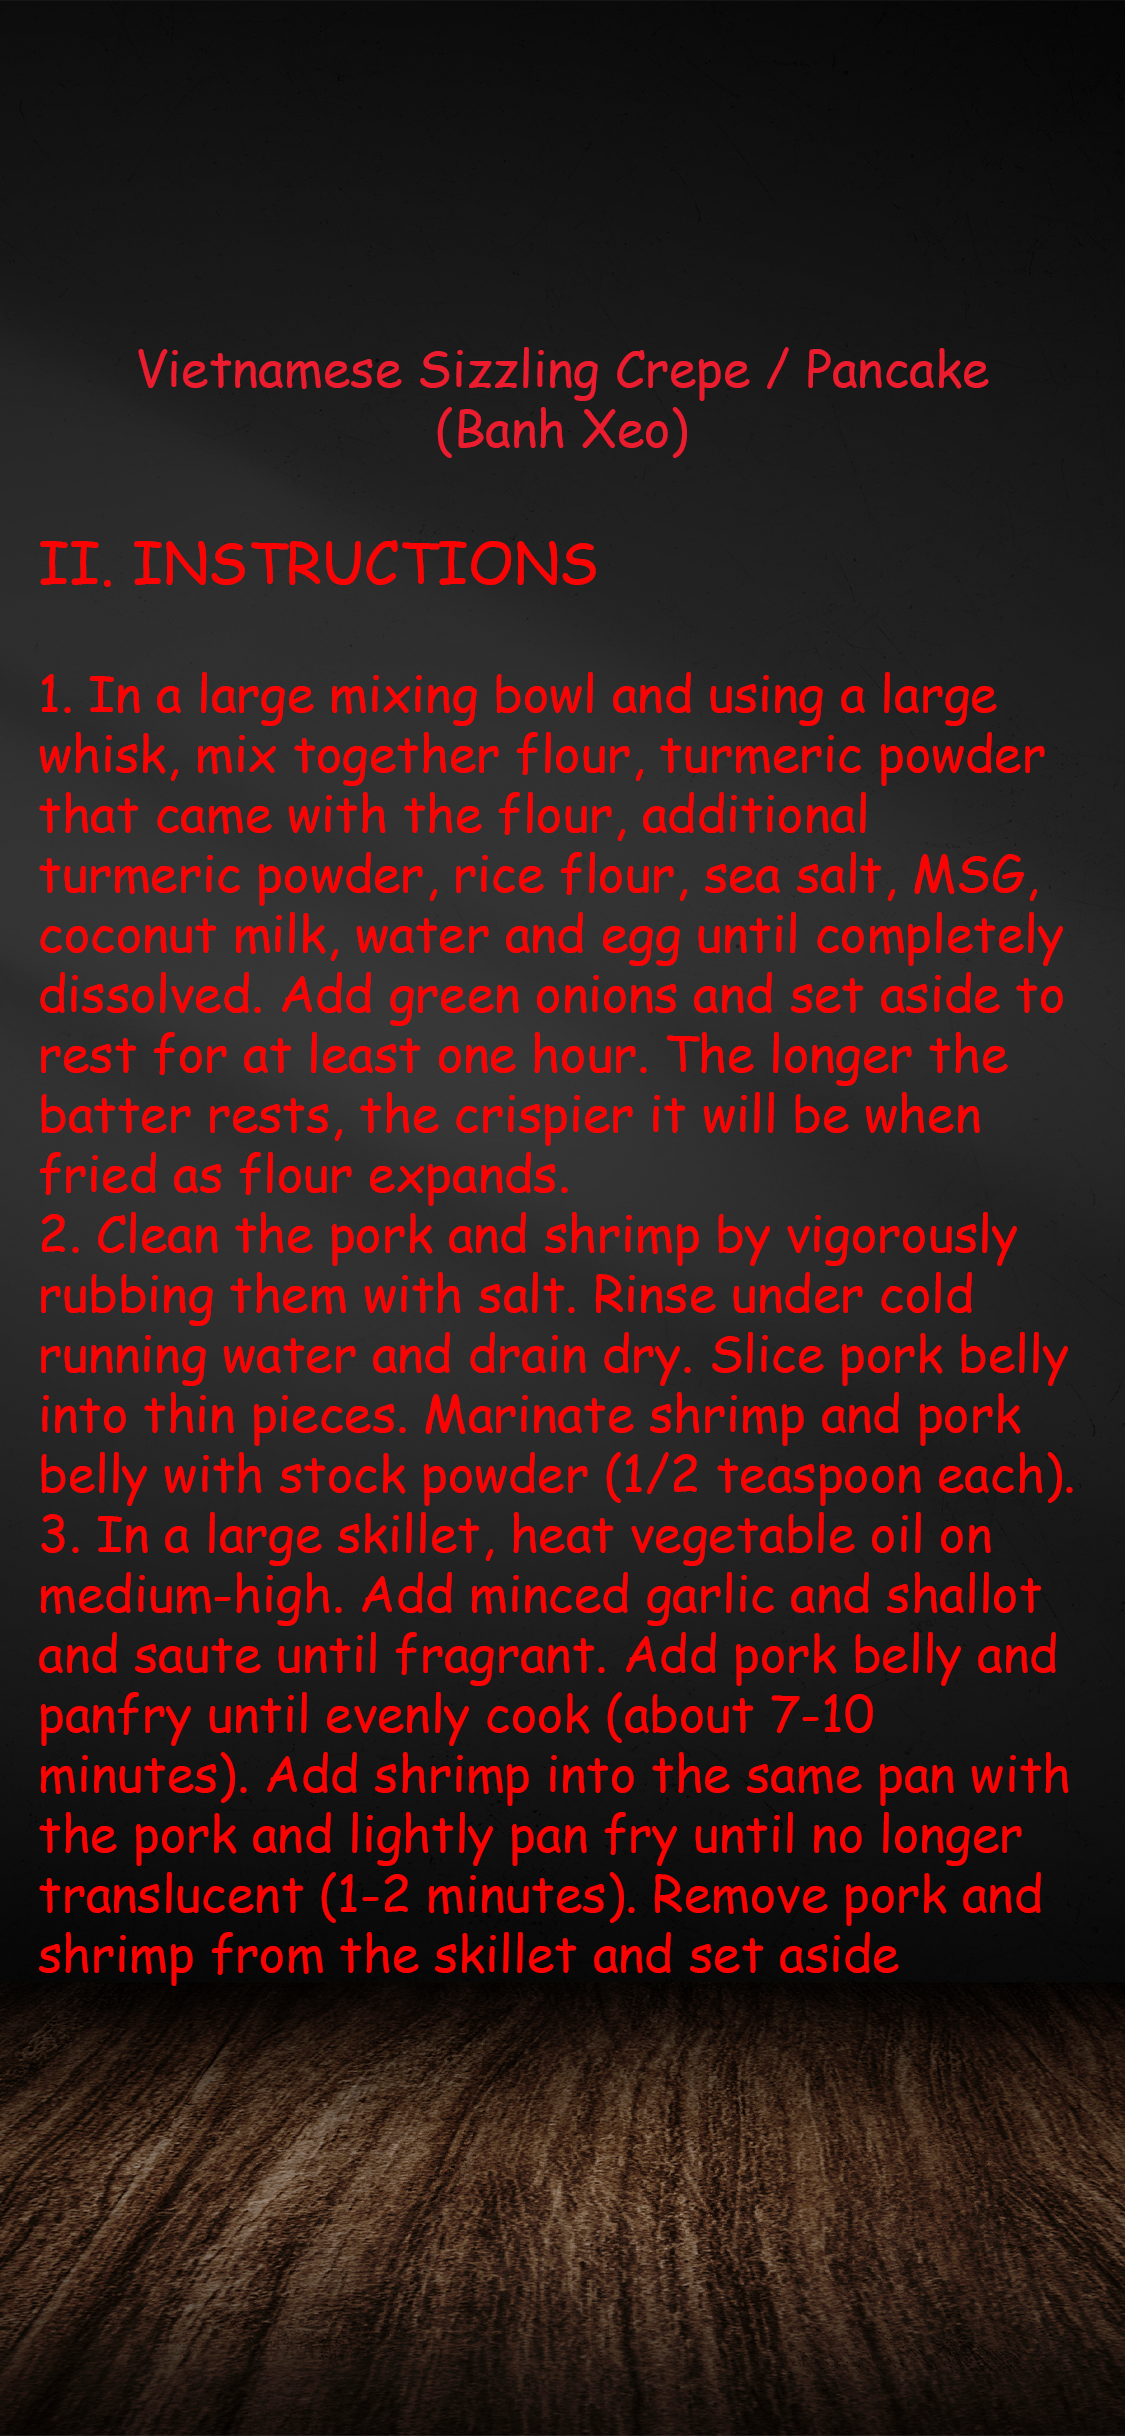 Vietnamese Sizzling Crepe / Pancake
(Banh Xeo)
II. INSTRUCTIONS
1. In a large mixing bowl and using a large
whisk, mix together flour, turmeric powder
that came with the flour, additional
turmeric powder, rice flour, sea salt, MSG,
coconut milk, water and egg until completely
dissolved. Add green onions and set aside to
rest for at least one hour. The longer the
batter rests, the crispier it will be when
fried as flour expands.
2. Clean the pork and shrimp by vigorously
rubbing them with salt. Rinse under cold
running water and drain dry. Slice pork belly
into thin pieces. Marinate shrimp and pork
belly with stock powder (1/2 teaspoon each).
3. In a large skillet, heat vegetable oil on
medium-high. Add minced garlic and shallot
and saute until fragrant. Add pork belly and
panfry until evenly cook (about 7-10
minutes). Add shrimp into the same pan with
the pork and lightly pan fry until no longer
translucent (1-2 minutes). Remove pork and
shrimp from the skillet and set aside